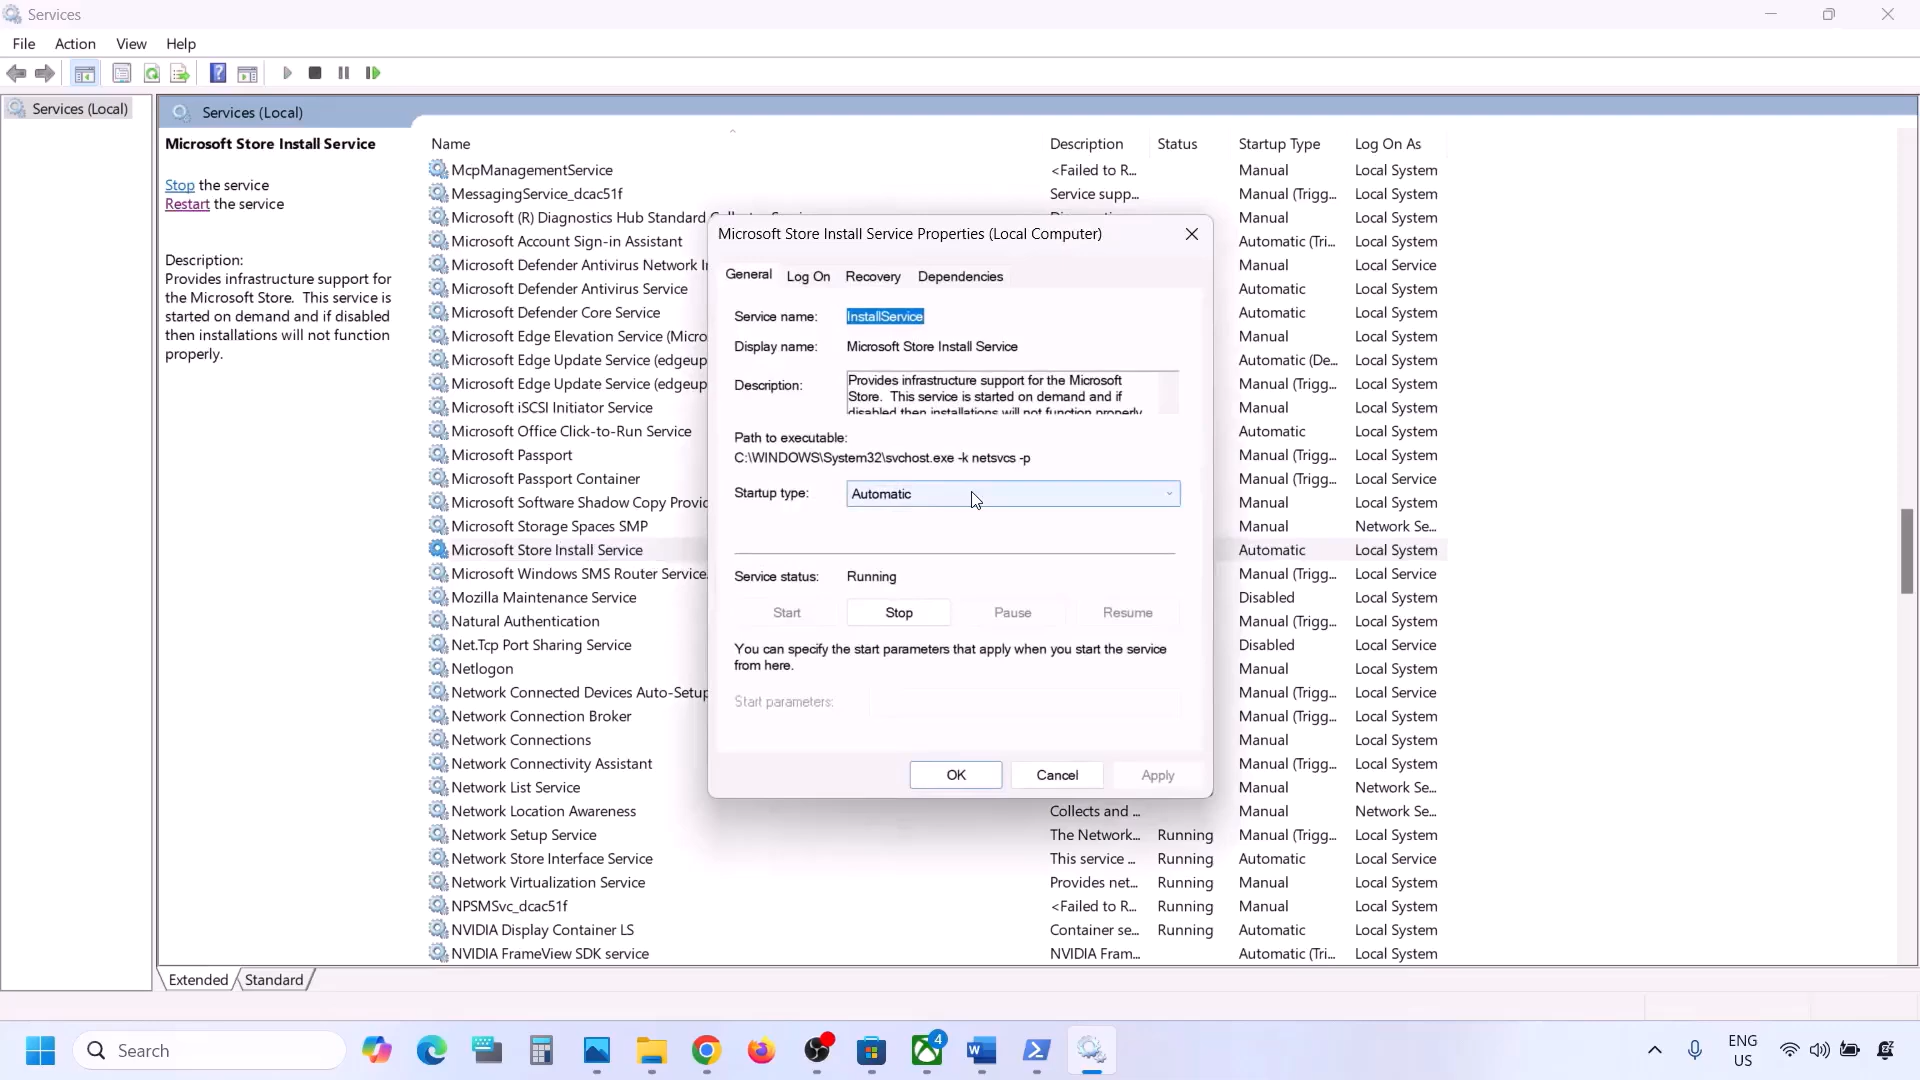 Services
File Action View Help
Services (Local)
Services (Local)
Microsoft Store Install Service
Stop the service
Restart the service
Description:
Provides infrastructure support for
the Microsoft Store. This service is
started on demand and if disabled
then installations will not function
properly.
Name Description Status Startup Type Log On As
McpManagementService <Failed to R... Manual Local System
MessagingService_dcac51f Service supp... Manual (Trigg... Local System
Microsoft (R) Diagnostics Hub Standard Manual Local System
Microsoft Account Sign-in Assistant Automatic (Tri... Local System
Microsoft Defender Antivirus Network Manual Local Service
Microsoft Defender Antivirus Service Automatic Local System
Microsoft Defender Core Service Automatic Local System
Microsoft Edge Elevation Service (Micro Manual Local System
Microsoft Edge Update Service (edgeup Automatic (De... Local System
Microsoft Edge Update Service (edgeup Manual (Trigg... Local System
Microsoft iSCSI Initiator Service Manual Local System
Microsoft Office Click-to-Run Service Automatic Local System
Microsoft Passport Manual Local System
Microsoft Passport Container Manual (Trigg... Local System
Microsoft Software Shadow Copy Provid Manual Local System
Microsoft Storage Spaces SMP Manual Network Se...
Microsoft Store Install Service Automatic Local System
Microsoft Windows SMS Router Service. Manual (Trigg... Local Service
Mozilla Maintenance Service Disabled Local System
Natural Authentication Manual (Trigg... Local System
Net.Tcp Port Sharing Service Disabled Local Service
Netlogon Manual Local System
Network Connected Devices Auto-Setup Manual (Trigg... Local Service
Network Connection Broker Manual (Trigg... Local System
Network Connections Manual Local System
Network Connectivity Assistant Manual (Trigg... Local System
Network List Service Manual Network Se...
Network Location Awareness Collects and ... Manual Network Se...
Network Setup Service The Network... Running Manual (Trigg... Local System
Network Store Interface Service This service ... Running Automatic Local Service
Network Virtualization Service Provides net... Running Manual Local System
NPSMSvc_dcac51f <Failed to R... Running Manual Local System
NVIDIA Display Container LS Container se... Running Automatic Local System
NVIDIA FrameView SDK service NVIDIA Fram... Automatic (Tri... Local System
Microsoft Store Install Service Properties (Local Computer)
General Log On Recovery Dependencies
Service name: InstallService
Display name: Microsoft Store Install Service
Description: Provides infrastructure support for the Microsoft
Store. This service is started on demand and if
disabled then installations will not function properly
Path to executable:
C:\WINDOWS\System32\svchost.exe -k netsvcs -p
Startup type: Automatic
Service status: Running
Start Stop Pause Resume
You can specify the start parameters that apply when you start the service
from here.
Start parameters:
OK Cancel Apply
Extended Standard
Search
4
ENG
US